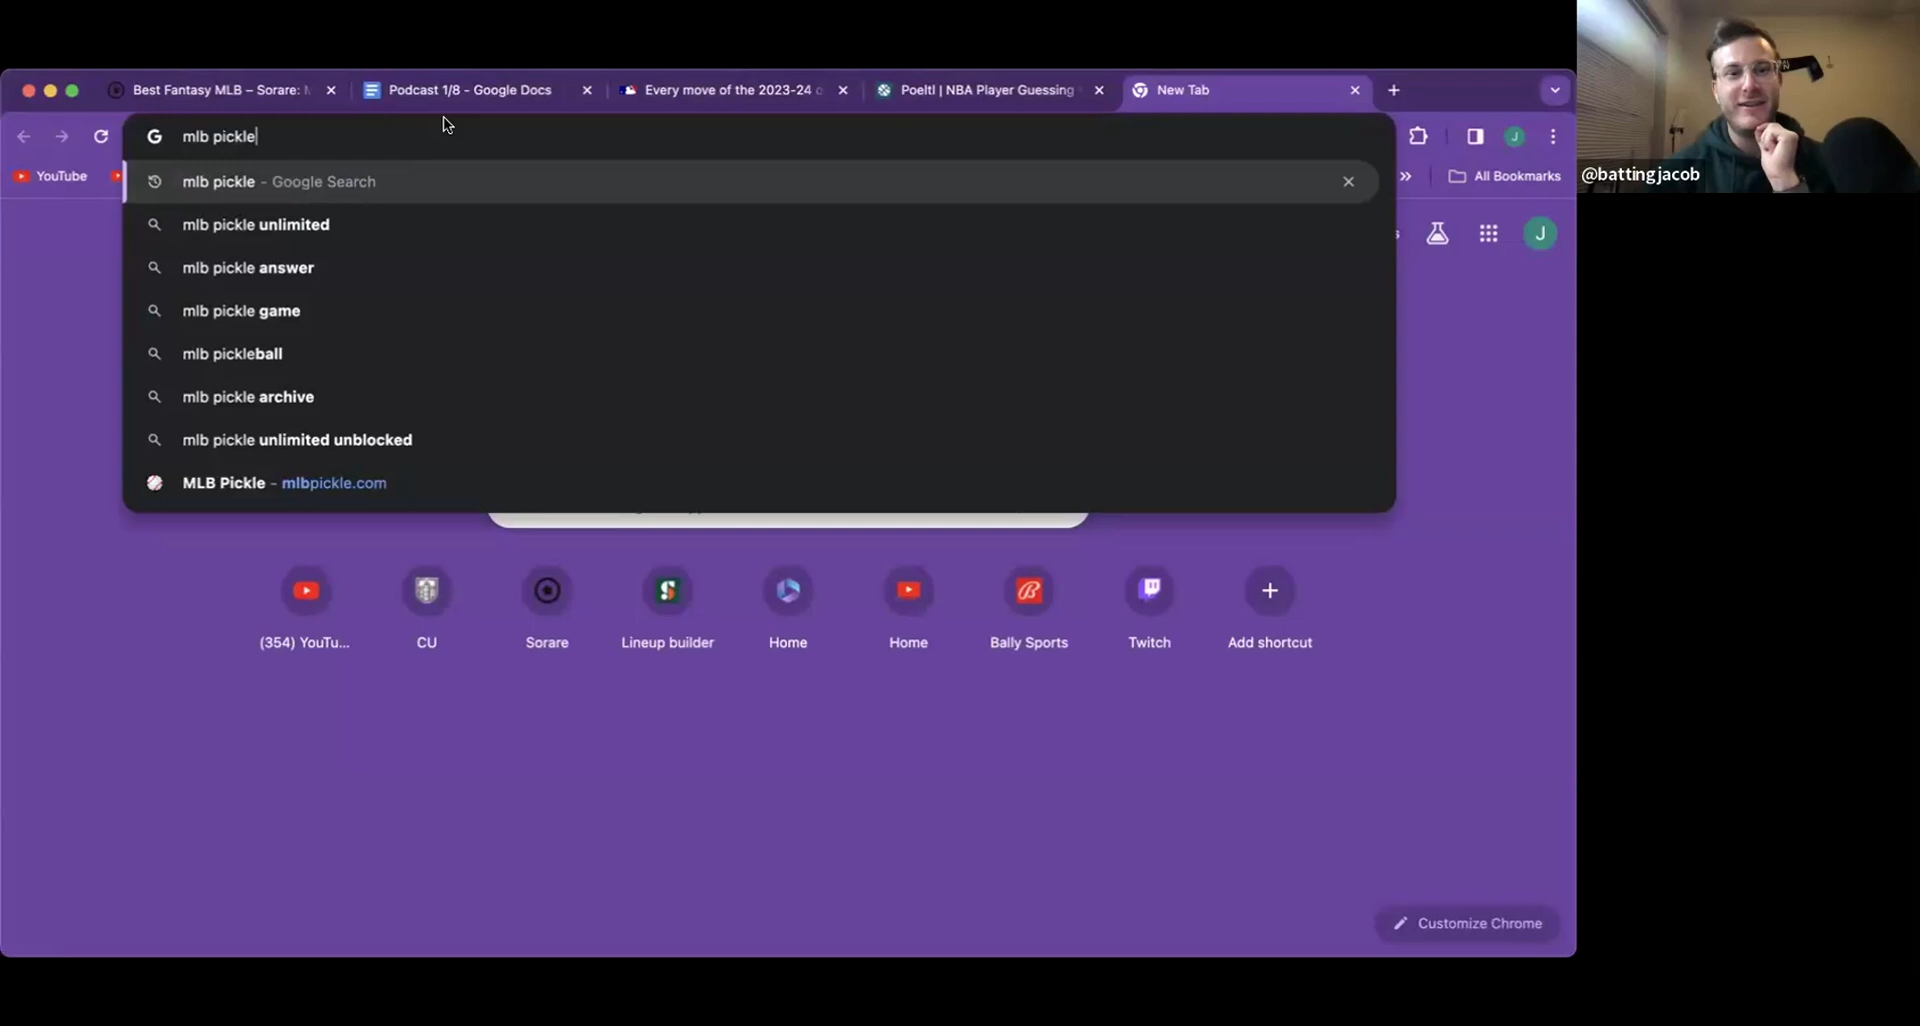 Best Fantasy MLB – Sorare:
Podcast 1/8 - Google Docs
Every move of the 2023-24
Poeltl | NBA Player Guessing
New Tab
mlb pickle
YouTube
All Bookmarks
mlb pickle - Google Search
mlb pickle unlimited
mlb pickle answer
mlb pickle game
mlb pickleball
mlb pickle archive
mlb pickle unlimited unblocked
MLB Pickle - mlbpickle.com
J
J
(354) YouTu...
CU
Sorare
Lineup builder
Home
Home
Bally Sports
Twitch
Add shortcut
Customize Chrome
@battingjacob